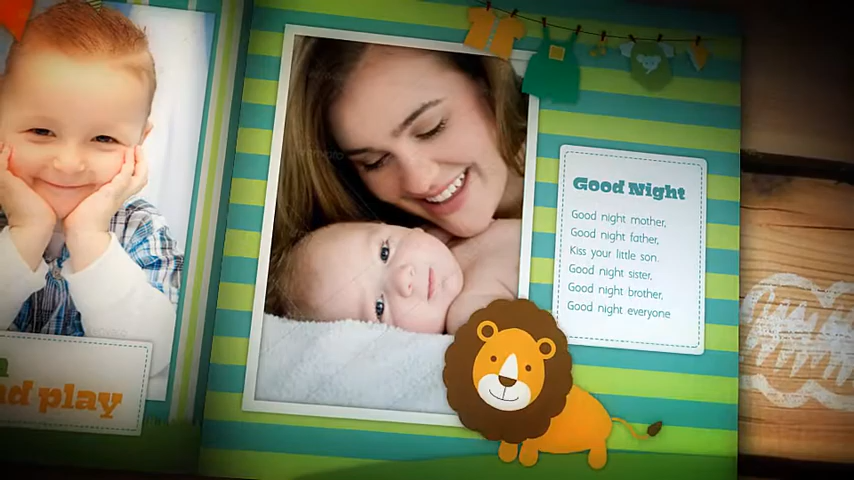 nd play
Good Night
Good night mother,
Good night father,
Kiss your little son.
Good night sister,
Good night brother,
Good night everyone